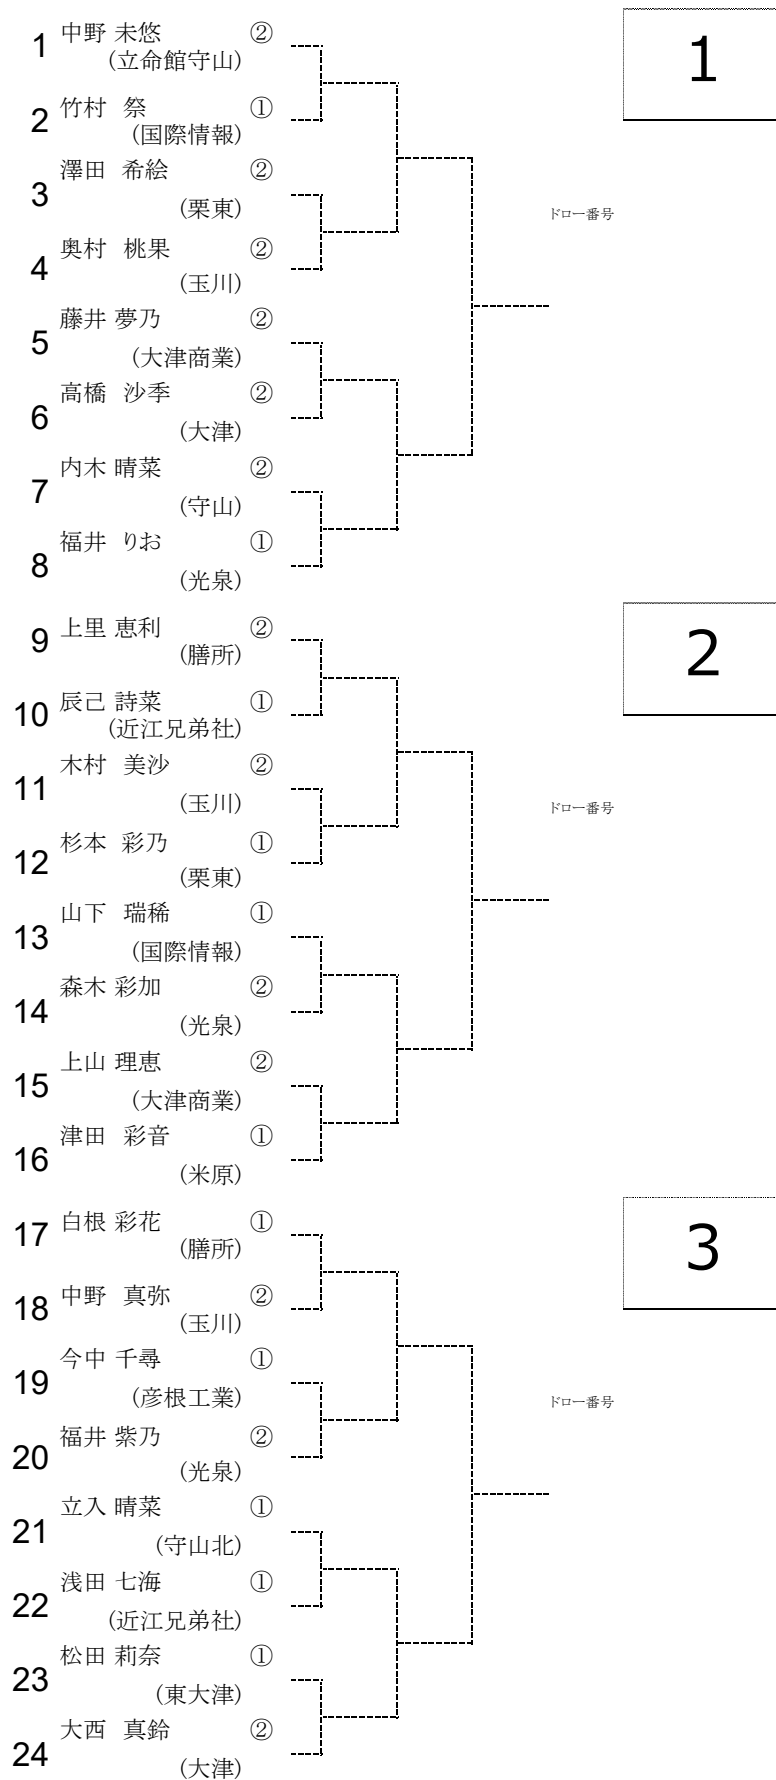 1 中野 未悠 ②
(立命館守山)
1
2 竹村 祭 ①
(国際情報)
3 澤田 希絵 ②
(栗東)
ドロー番号
4 奥村 桃果 ②
(玉川)
5 藤井 夢乃 ②
(大津商業)
6 高橋 沙季 ②
(大津)
7 内木 晴菜 ②
(守山)
8 福井 りお ①
(光泉)
9 上里 恵利 ②
(膳所)
2
10 辰己 詩菜 ①
(近江兄弟社)
11 木村 美沙 ②
(玉川)
ドロー番号
12 杉本 彩乃 ①
(栗東)
13 山下 瑞稀 ①
(国際情報)
14 森木 彩加 ②
(光泉)
15 上山 理恵 ②
(大津商業)
16 津田 彩音 ①
(米原)
17 白根 彩花 ①
(膳所)
3
18 中野 真弥 ②
(玉川)
19 今中 千尋 ①
(彦根工業)
ドロー番号
20 福井 紫乃 ②
(光泉)
21 立入 晴菜 ①
(守山北)
22 浅田 七海 ①
(近江兄弟社)
23 松田 莉奈 ①
(東大津)
24 大西 真鈴 ②
(大津)